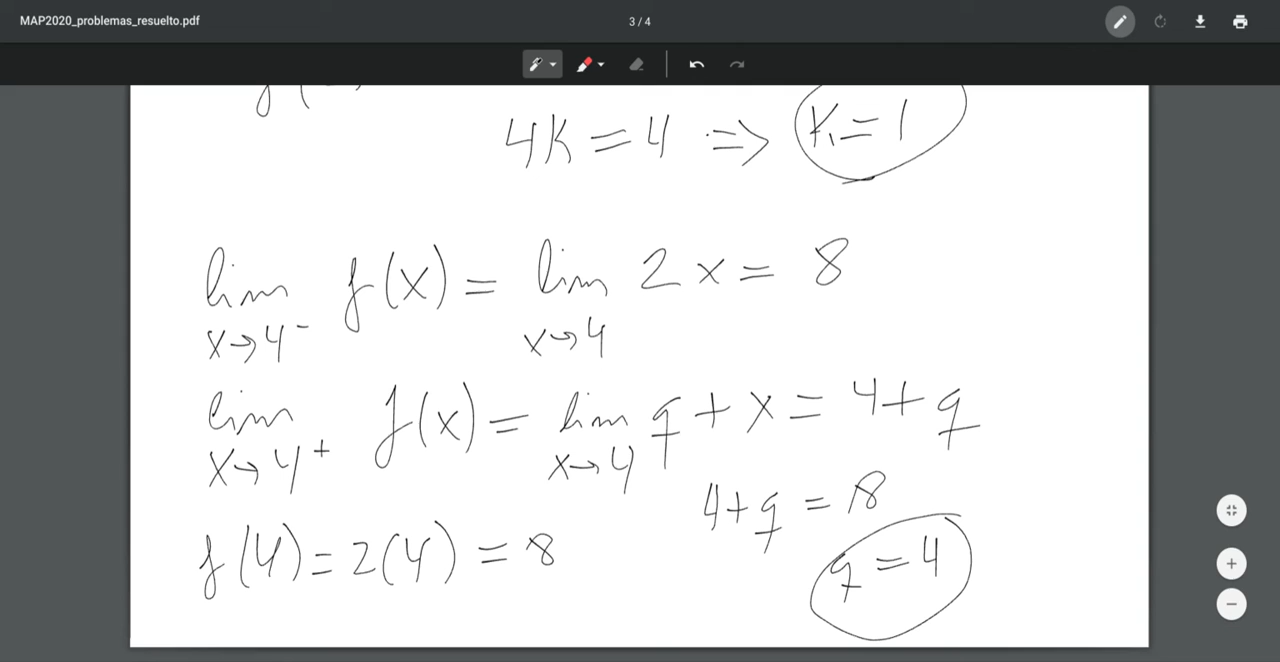 MAP2020_problemas_resuelto.pdf
3 / 4
f(
4K = 4 => K = 1
lim f(x) = lim 2x = 8
x→4⁻ x→4
lim f(x) = lim q + x = 4 + q
x→4⁺ x→4
4 + q = 8
f(4) = 2(4) = 8
q = 4